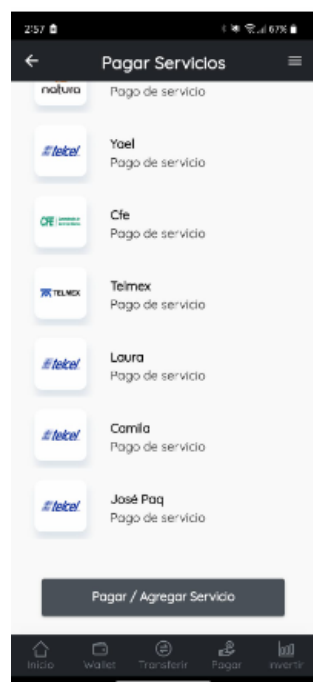 2:57
67%
Pagar Servicios
natura
Pago de servicio
telcel
Yael
Pago de servicio
CFE
Cfe
Pago de servicio
TELMEX
Telmex
Pago de servicio
telcel
Laura
Pago de servicio
telcel
Camila
Pago de servicio
telcel
José Paq
Pago de servicio
Pagar / Agregar Servicio
Inicio Wallet Transferir Pagar Invertir